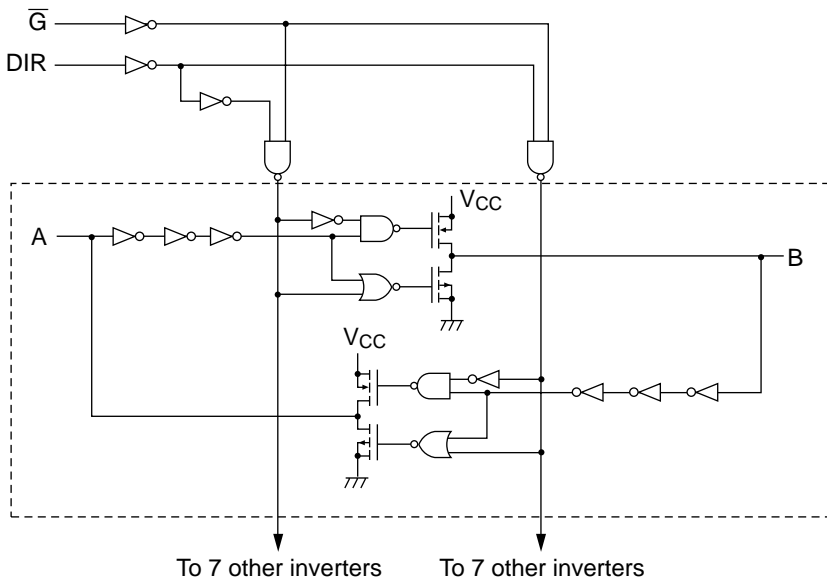 G̅
DIR
VCC
A
B
VCC
To 7 other inverters
To 7 other inverters